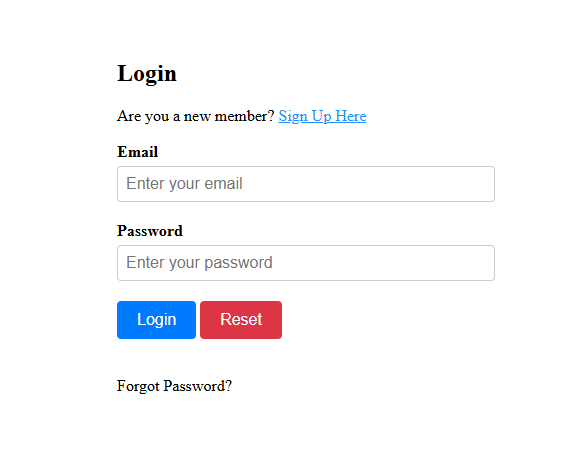 Login
Are you a new member? Sign Up Here
Email
Enter your email
Password
Enter your password
Login Reset
Forgot Password?